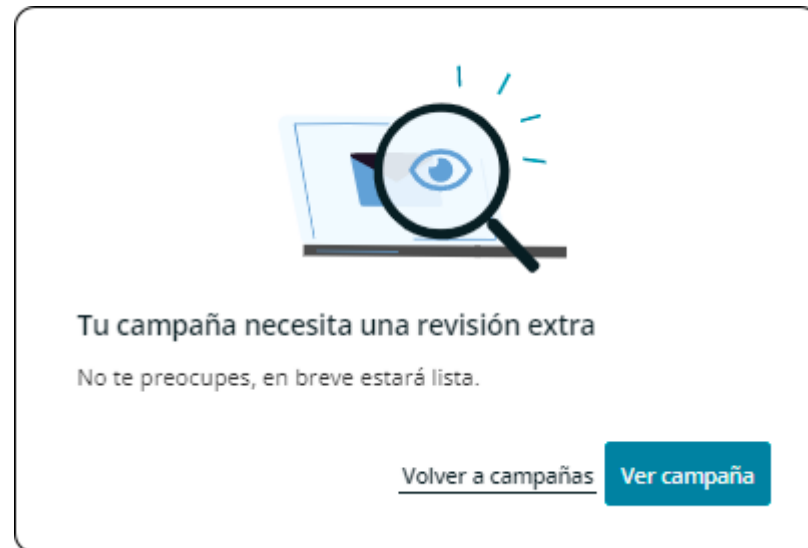 Tu campaña necesita una revisión extra
No te preocupes, en breve estará lista.
Volver a campañas
Ver campaña